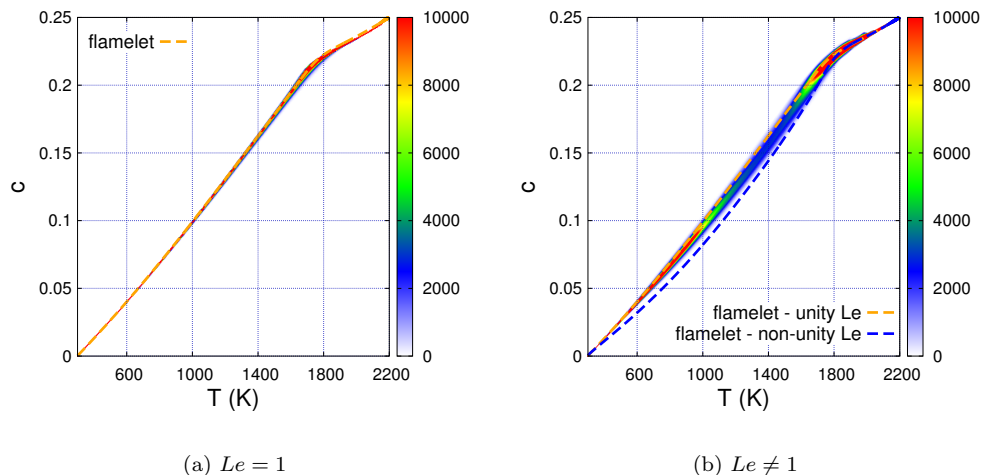 0.25
0.2
0.15
0.1
0.05
0
c
flamelet
600 1000 1400 1800 2200
T (K)
10000
8000
6000
4000
2000
0
(a) Le = 1
0.25
0.2
0.15
0.1
0.05
0
c
flamelet - unity Le
flamelet - non-unity Le
600 1000 1400 1800 2200
T (K)
10000
8000
6000
4000
2000
0
(b) Le ≠ 1